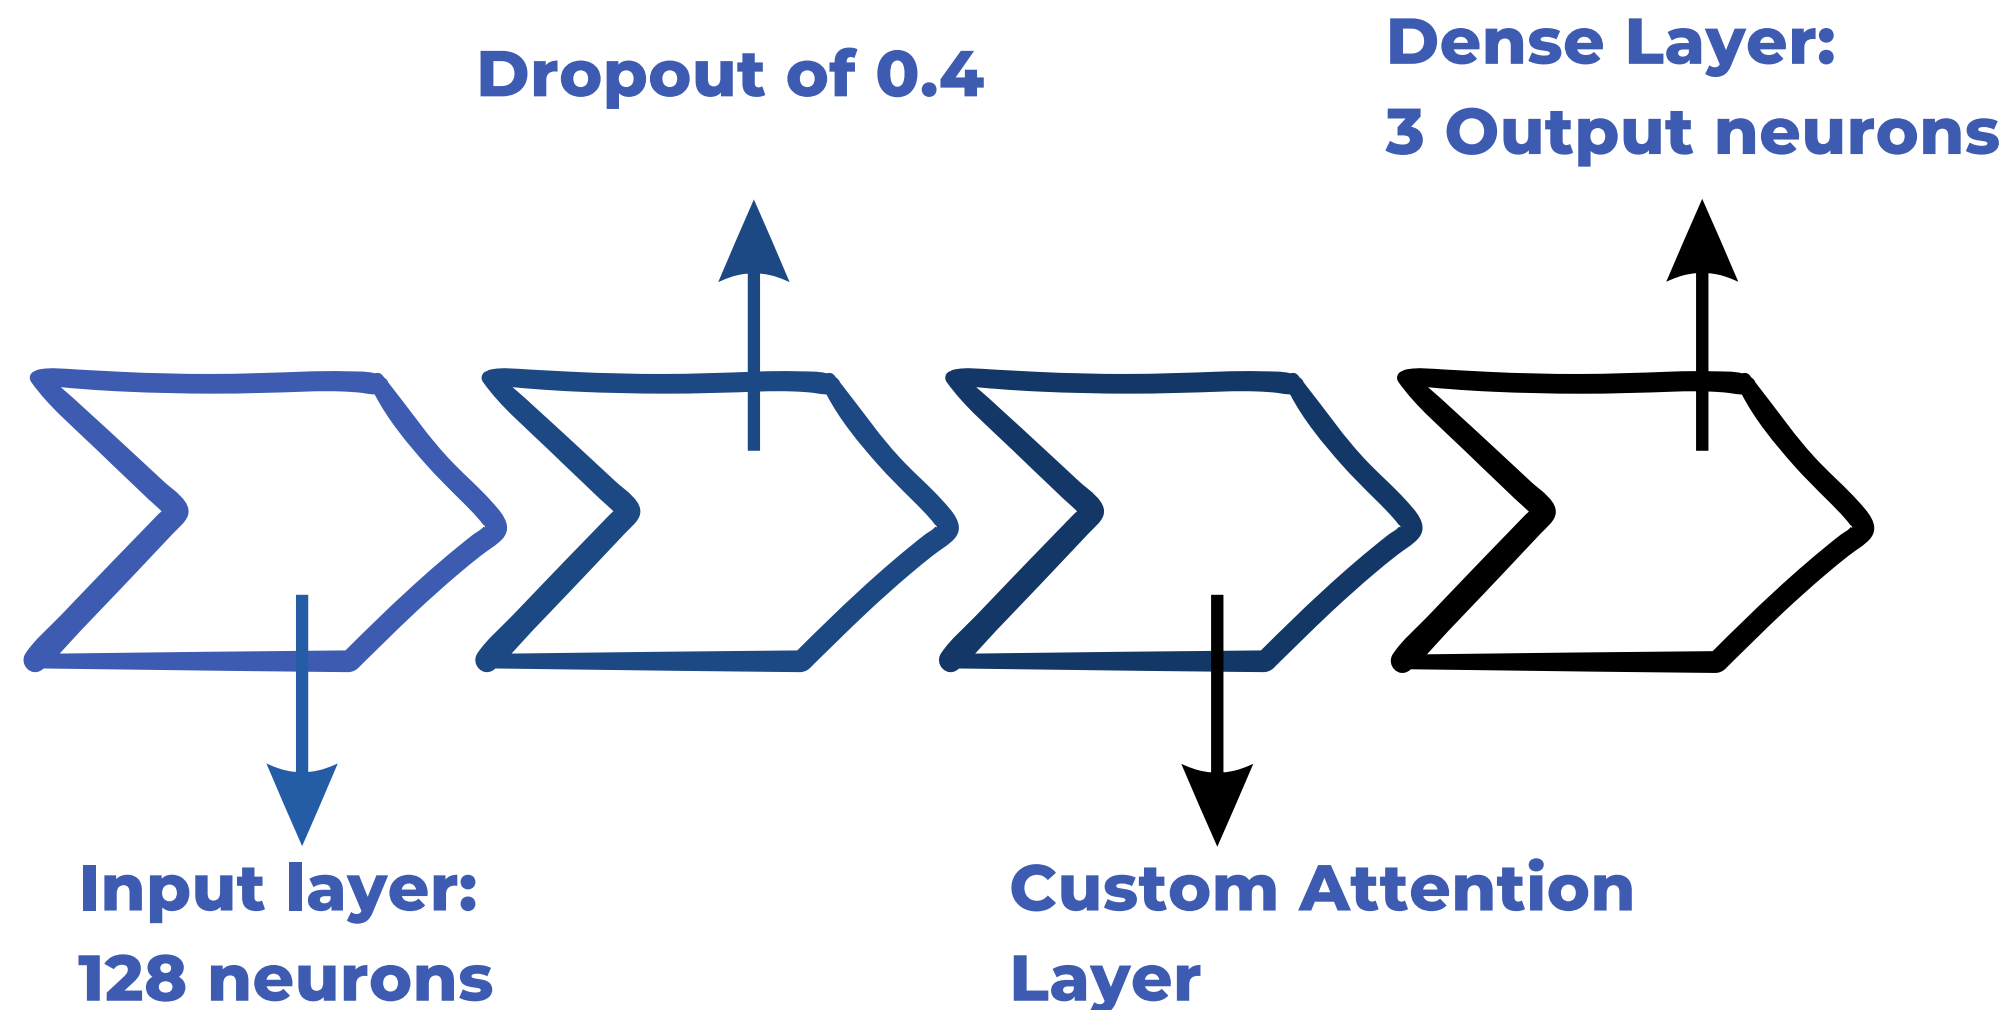 Dropout of 0.4
Dense Layer:
3 Output neurons
Input layer:
128 neurons
Custom Attention
Layer